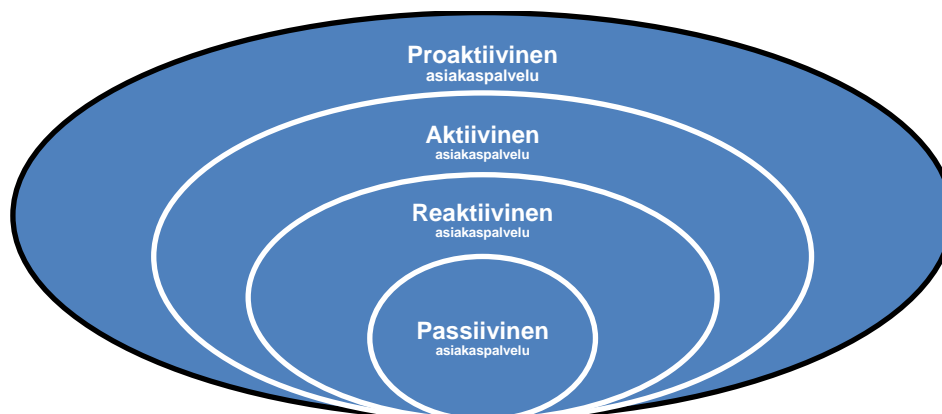 Proaktiivinen
asiakaspalvelu
Aktiivinen
asiakaspalvelu
Reaktiivinen
asiakaspalvelu
Passiivinen
asiakaspalvelu